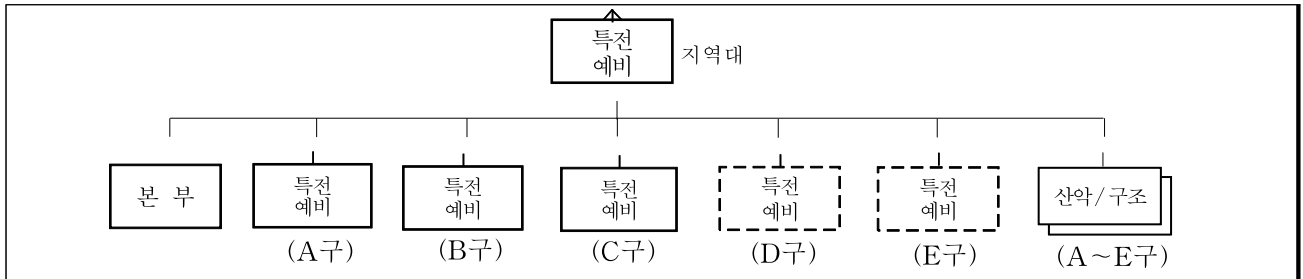 특전
예비
지역대
본 부
특전
예비
특전
예비
특전
예비
특전
예비
특전
예비
산악/구조
(A구)
(B구)
(C구)
(D구)
(E구)
(A~E구)